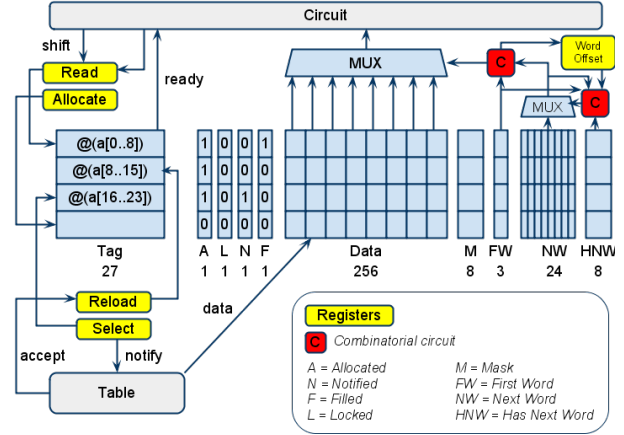 Circuit
shift
Read
Allocate
ready
MUX
C
Word
Offset
MUX
C
@(a[0..8])
@(a[8..15])
@(a[16..23])
1 0 0 1
1 0 0 0
1 0 1 0
0 0 0 0
Tag A L N F Data M FW NW HNW
27 1 1 1 1 256 8 3 24 8
Reload
Select
data
accept
notify
Table
Registers
C Combinatorial circuit
A = Allocated M = Mask
N = Notified FW = First Word
F = Filled NW = Next Word
L = Locked HNW = Has Next Word